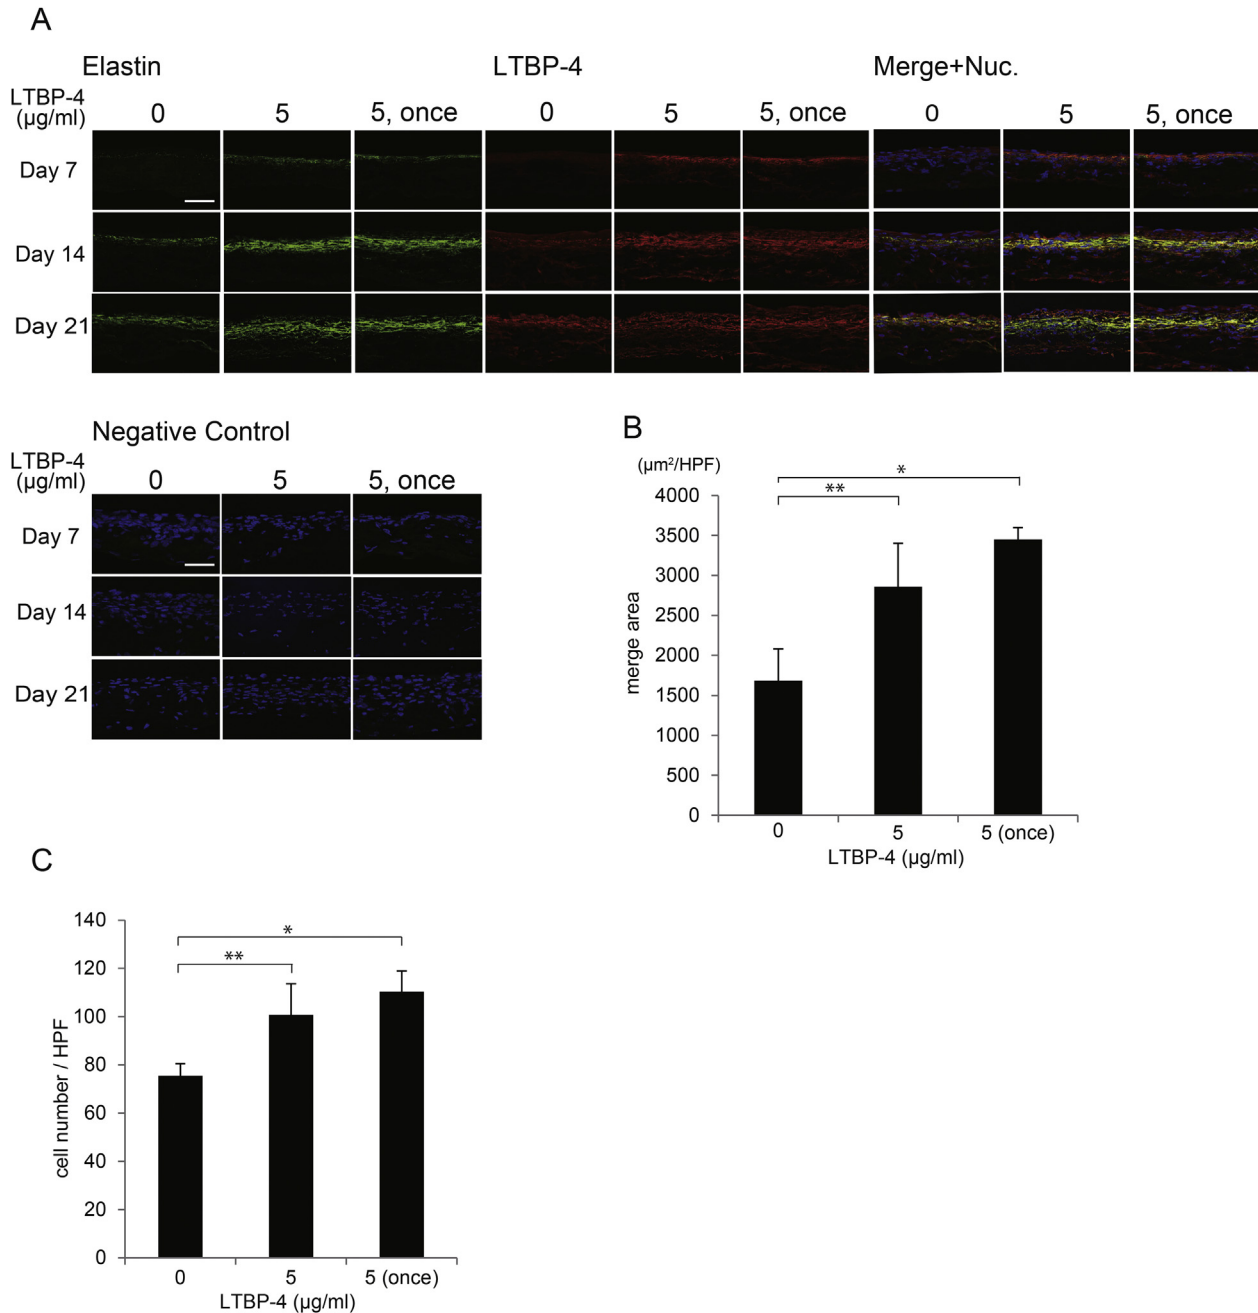 A
Elastin LTBP-4 Merge+Nuc.
LTBP-4
(µg/ml)
0 5 5, once 0 5 5, once 0 5 5, once
Day 7
Day 14
Day 21
Negative Control
LTBP-4
(µg/ml)
0 5 5, once
Day 7
Day 14
Day 21
B
(µm²/HPF)
*
**
4000
3500
3000
2500
2000
1500
1000
500
0
merge area
0 5 5 (once)
LTBP-4 (µg/ml)
C
140
120
100
80
60
40
20
0
*
**
cell number / HPF
0 5 5 (once)
LTBP-4 (µg/ml)